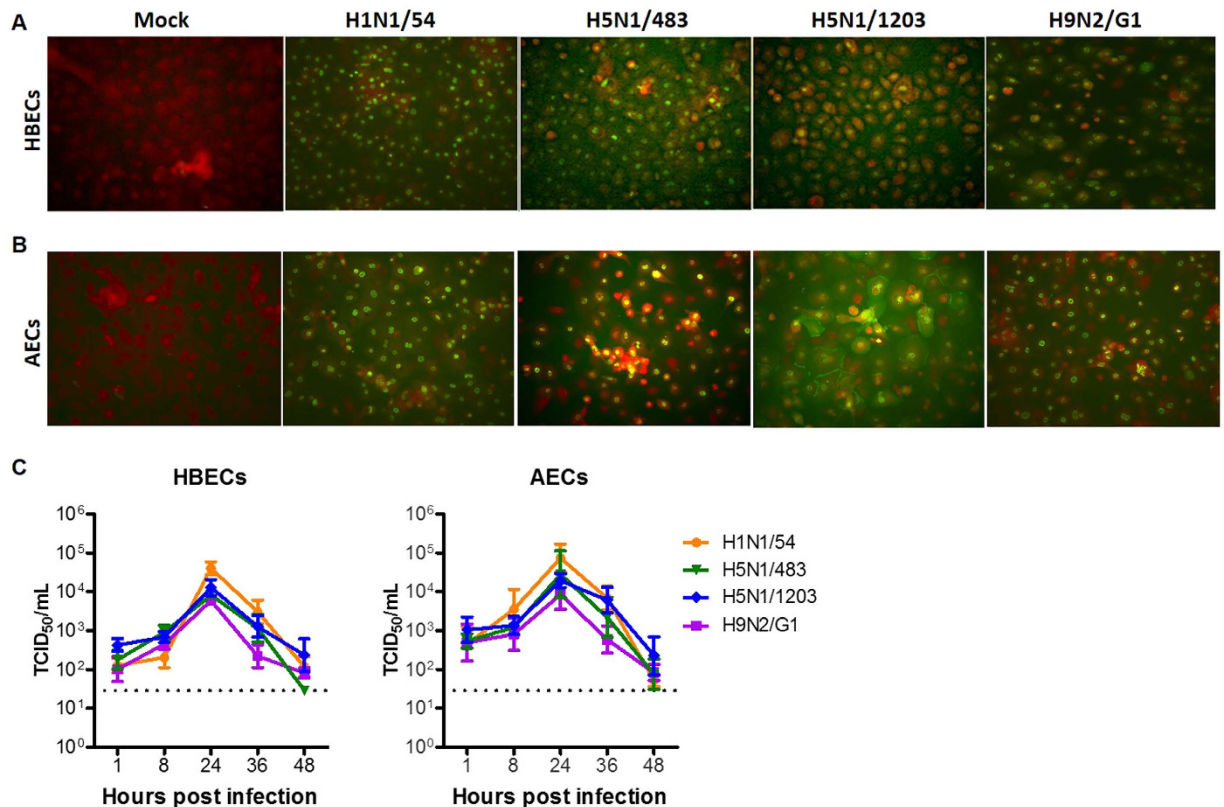 A
Mock
H1N1/54
H5N1/483
H5N1/1203
H9N2/G1
HBECs
B
AECs
C
HBECs
TCID50/mL
10^6
10^5
10^4
10^3
10^2
10^1
10^0
1 8 24 36 48
Hours post infection
AECs
TCID50/mL
10^6
10^5
10^4
10^3
10^2
10^1
10^0
1 8 24 36 48
Hours post infection
H1N1/54
H5N1/483
H5N1/1203
H9N2/G1